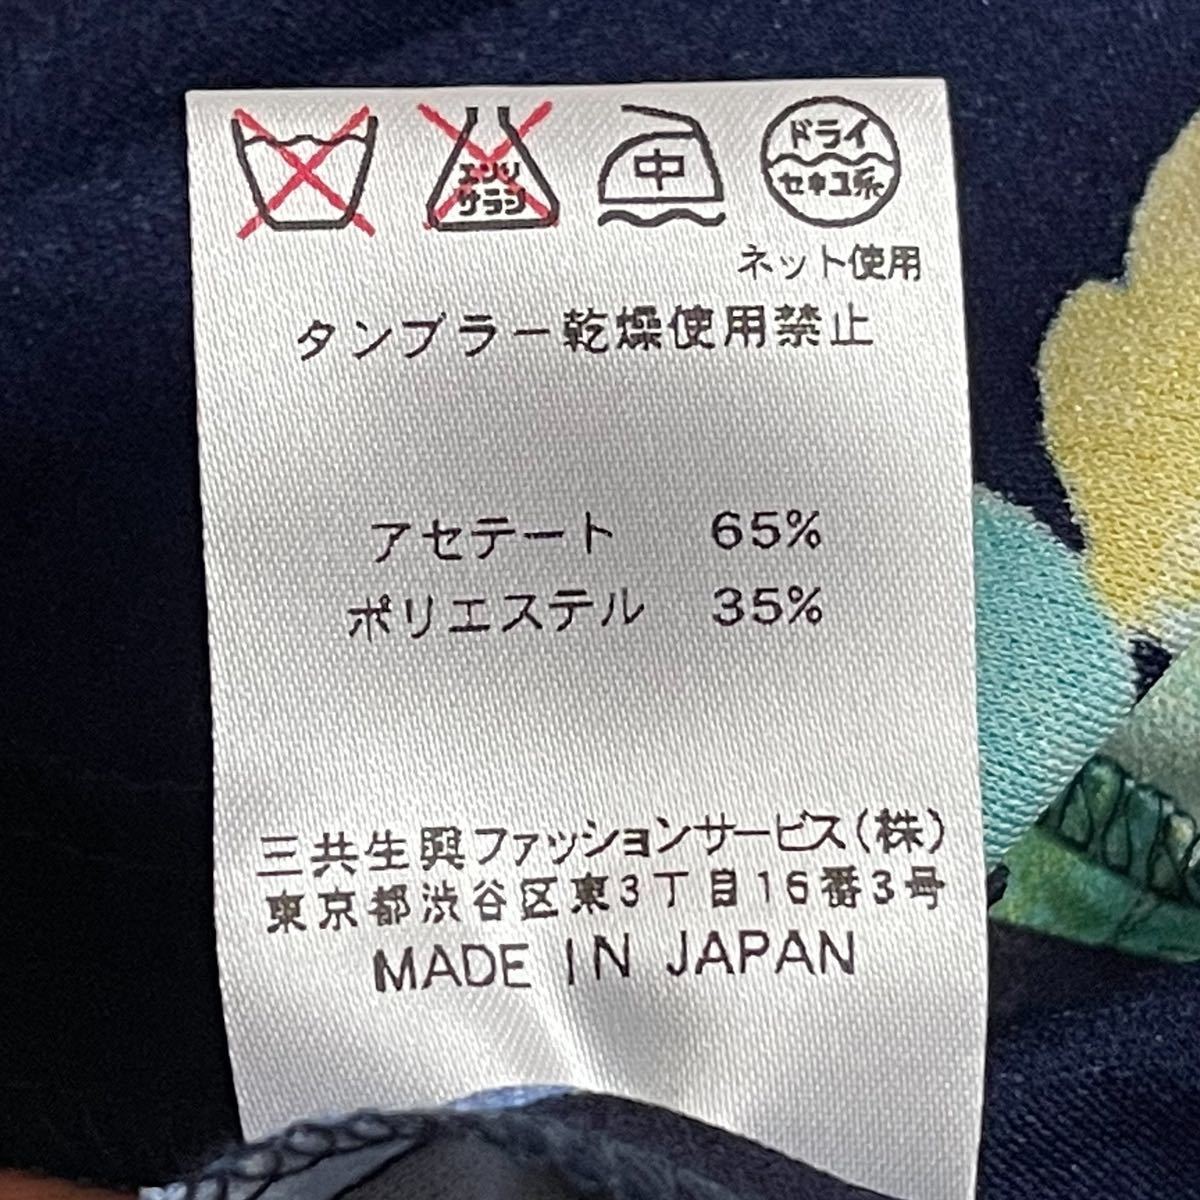 エンソ
サラシ
中
ドライ
セキユ系
ネット使用
タンブラー乾燥使用禁止
アセテート 65%
ポリエステル 35%
三共生興ファッションサービス(株)
東京都渋谷区東3丁目16番3号
MADE IN JAPAN